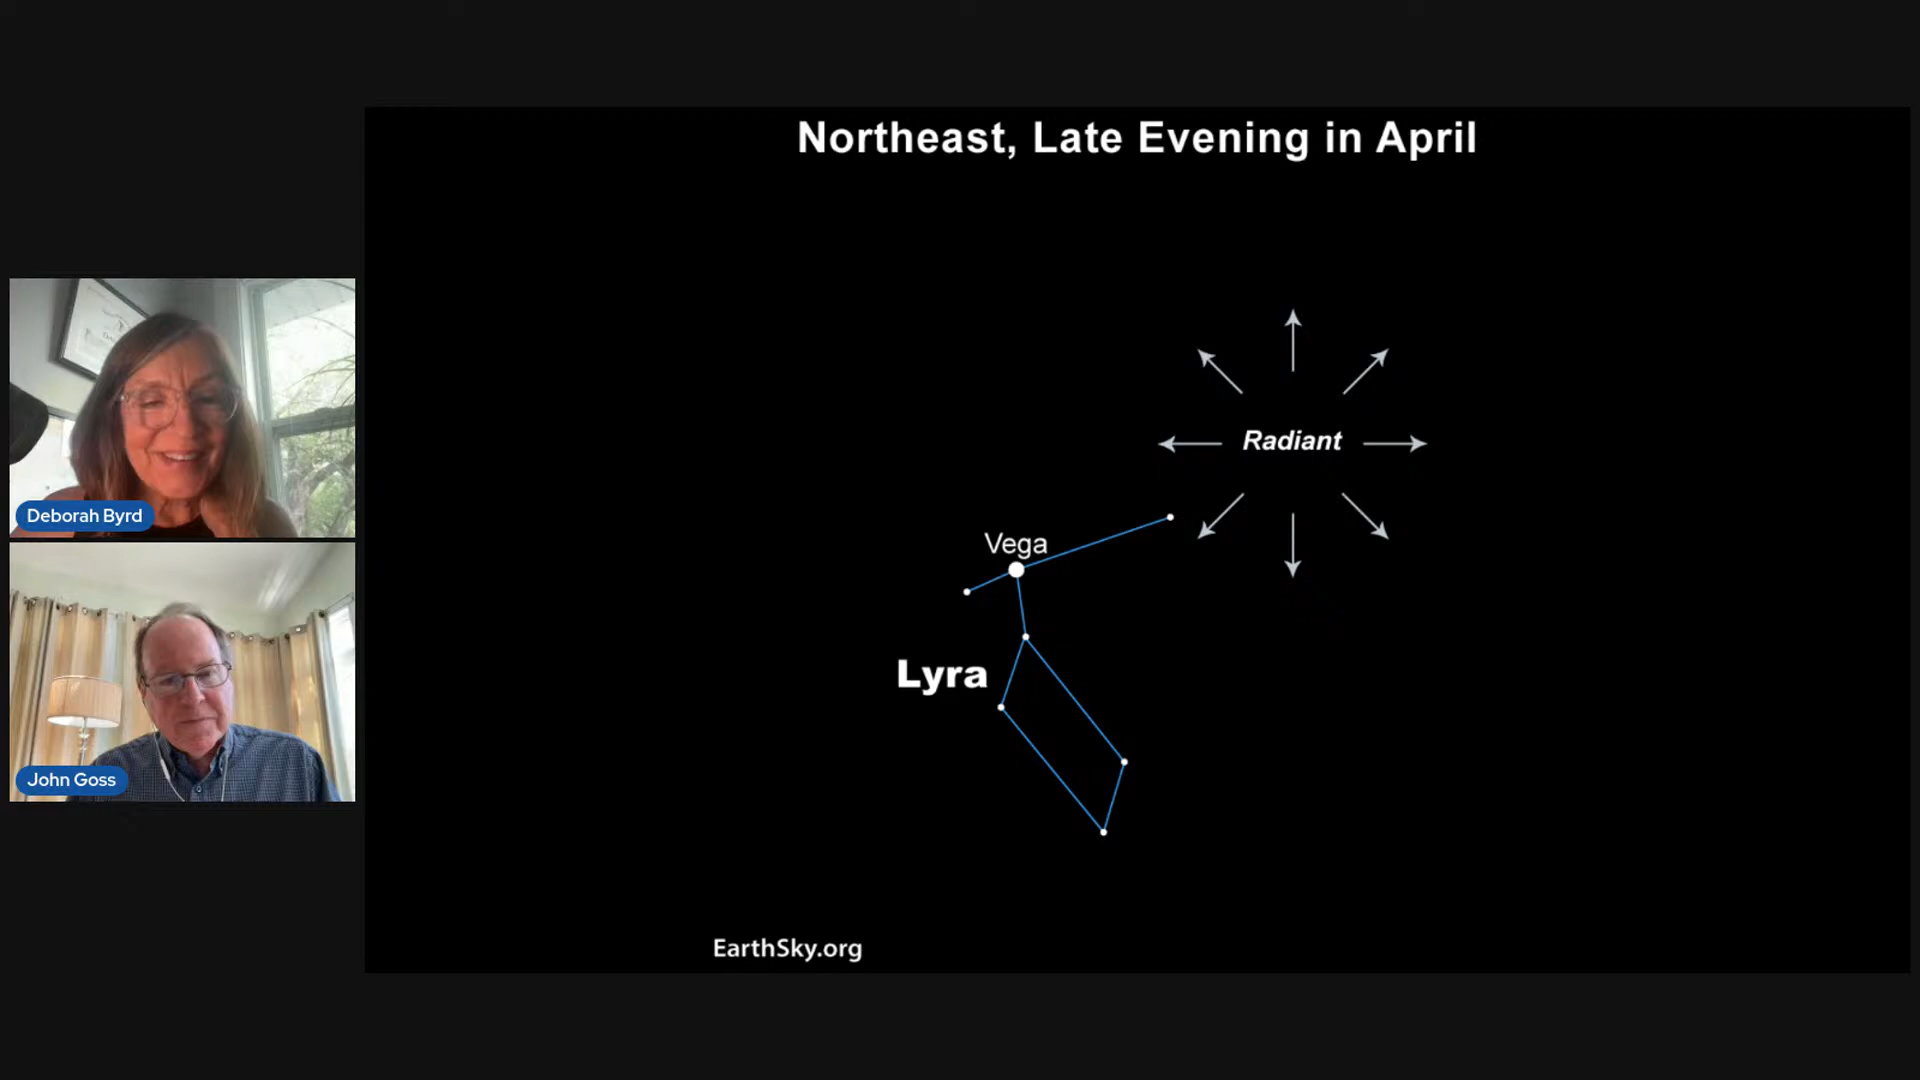 Northeast, Late Evening in April
Radiant
Vega
Lyra
EarthSky.org
Deborah Byrd
John Goss